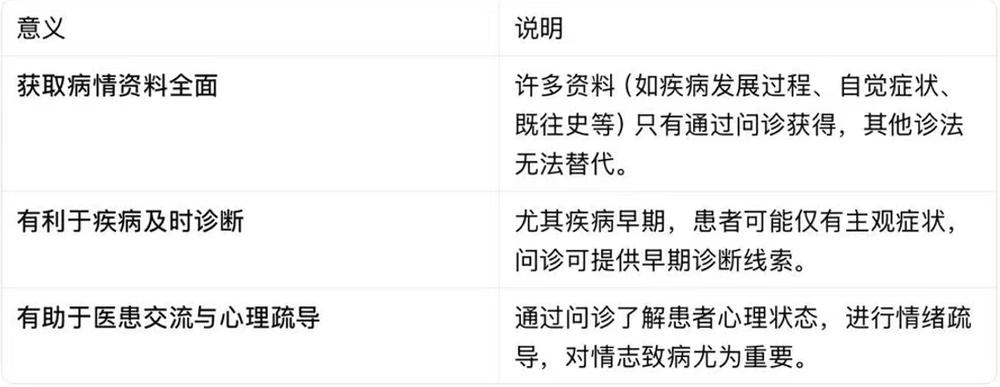 意义 说明
获取病情资料全面 许多资料（如疾病发展过程、自觉症状、
既往史等）只有通过问诊获得，其他诊法
无法替代。
有利于疾病及时诊断 尤其疾病早期，患者可能仅有主观症状，
问诊可提供早期诊断线索。
有助于医患交流与心理疏导 通过问诊了解患者心理状态，进行情绪疏
导，对情志致病尤为重要。